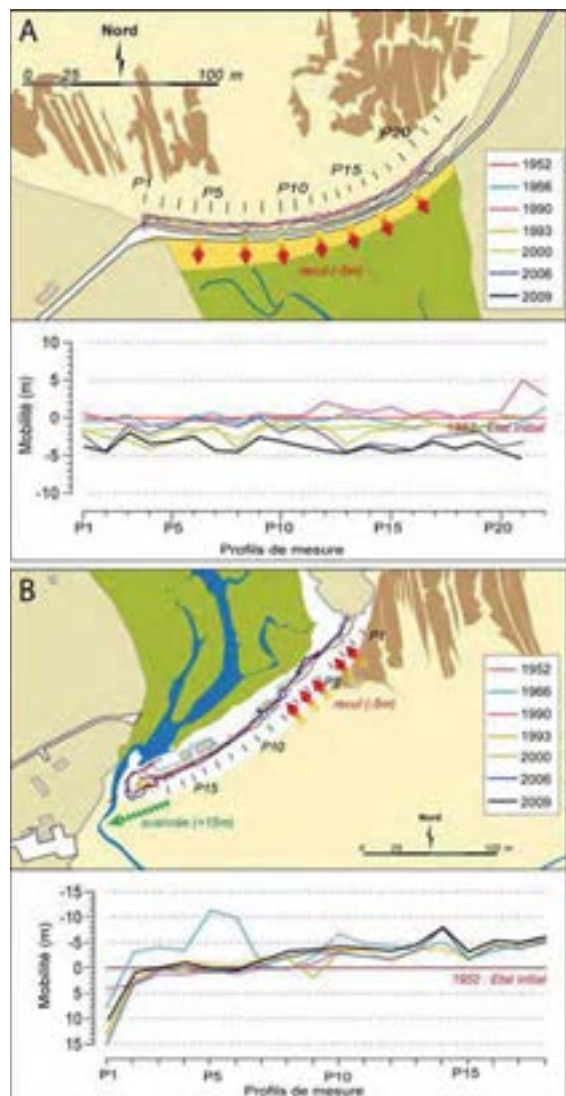 A
Nord
0 25 100 m
P1
P5
P10
P15
P20
recul (-5m)
1952
1966
1990
1993
2000
2006
2009
Mobilité (m)
10
5
0
-5
-10
1952 : Etat initial
P1 P5 P10 P15 P20
Profils de mesure
B
P1
P5
recul (-5m)
P10
P15
avancée (+15m)
Nord
100 m
1952
1966
1990
1993
2000
2006
2009
Mobilité (m)
-15
-10
-5
0
5
10
15
1952 : Etat initial
P1 P5 P10 P15
Profils de mesure